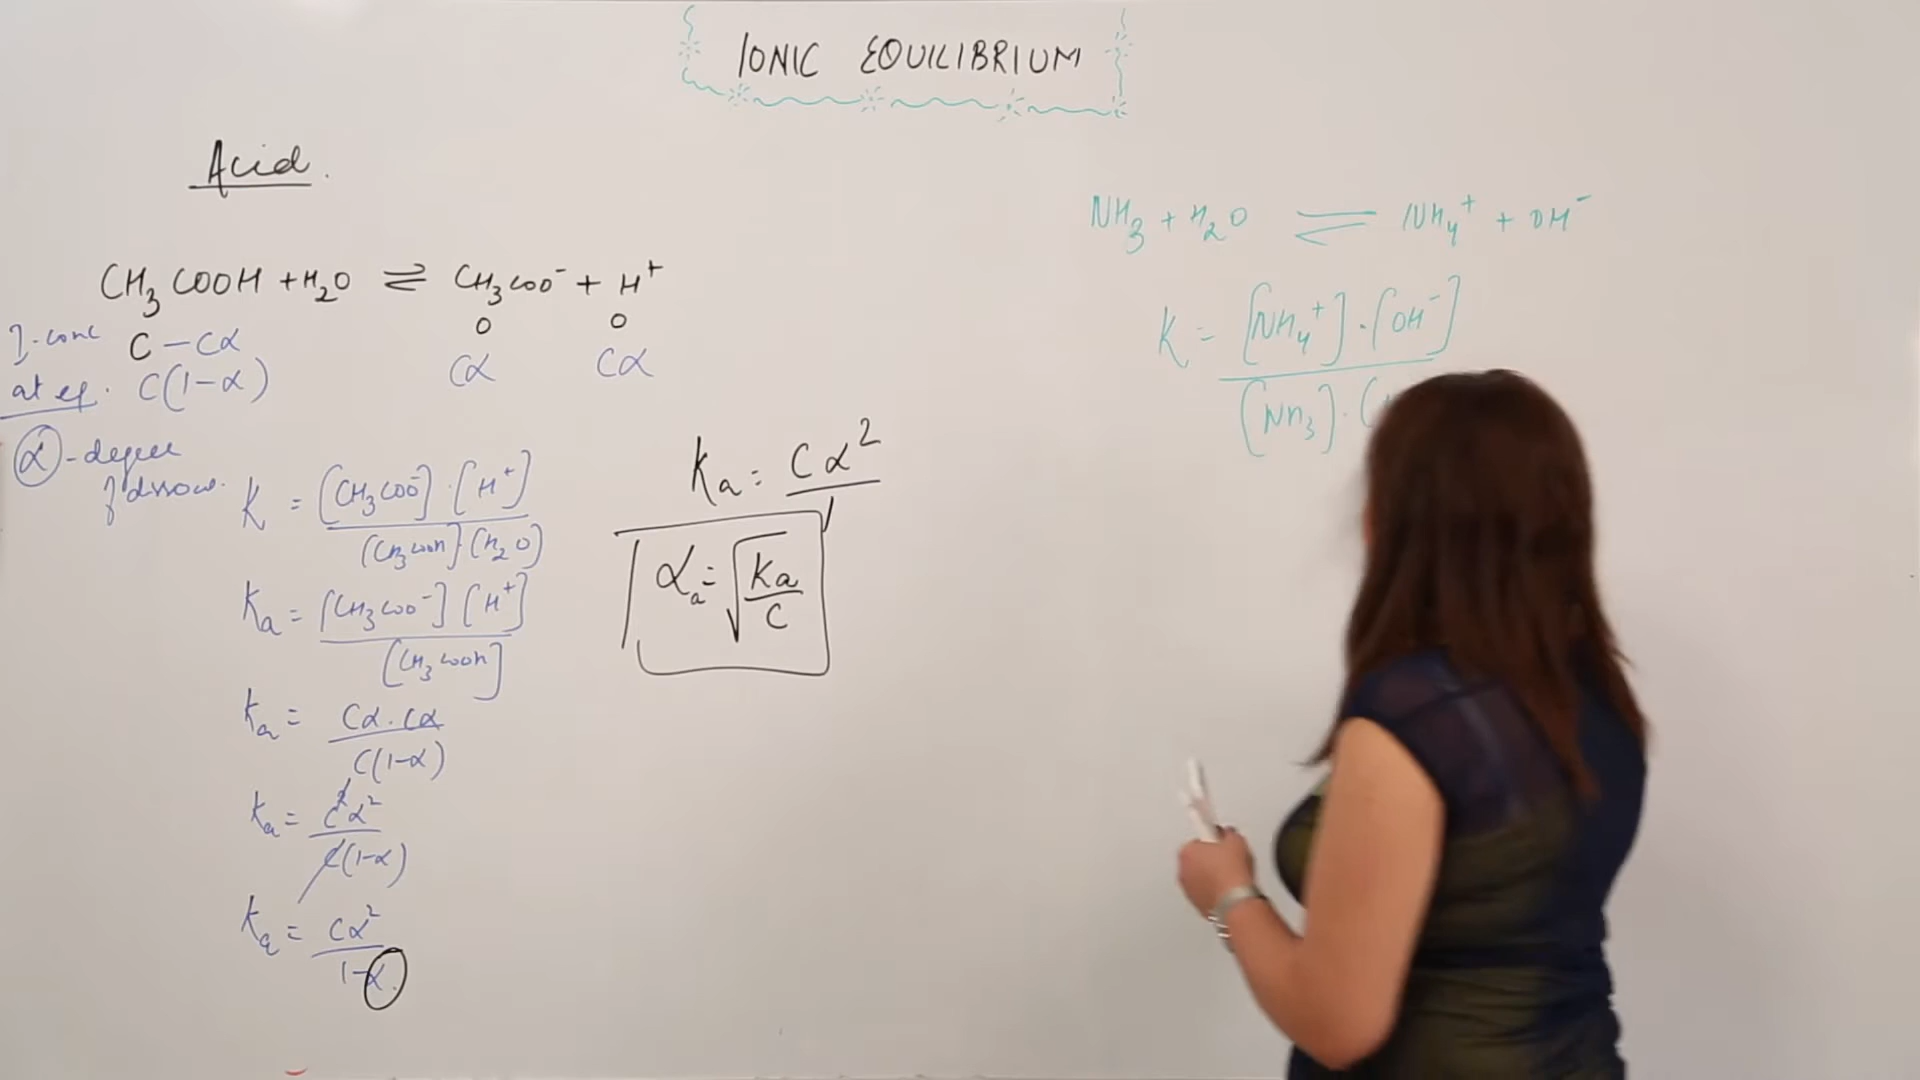 IONIC EQUILIBRIUM
Acid.
CH₃COOH + H₂O ⇌ CH₃COO⁻ + H⁺
I. conc C – Cα 0 0
at eq. C(1-α) Cα Cα
α - degree
of dissoc.
K = [CH₃COO⁻]·[H⁺]
[CH₃COOH]·[H₂O]
Ka = [CH₃COO⁻] [H⁺]
[CH₃COOH]
Ka = Cα.Cα
C(1-α)
Ka = C²α²
C(1-α)
Ka = Cα²
1-α.
Ka = Cα²
1
αa = √Ka
C
NH₃ + H₂O ⇌ NH₄⁺ + OH⁻
K = [NH₄⁺]·[OH⁻]
[NH₃]·[